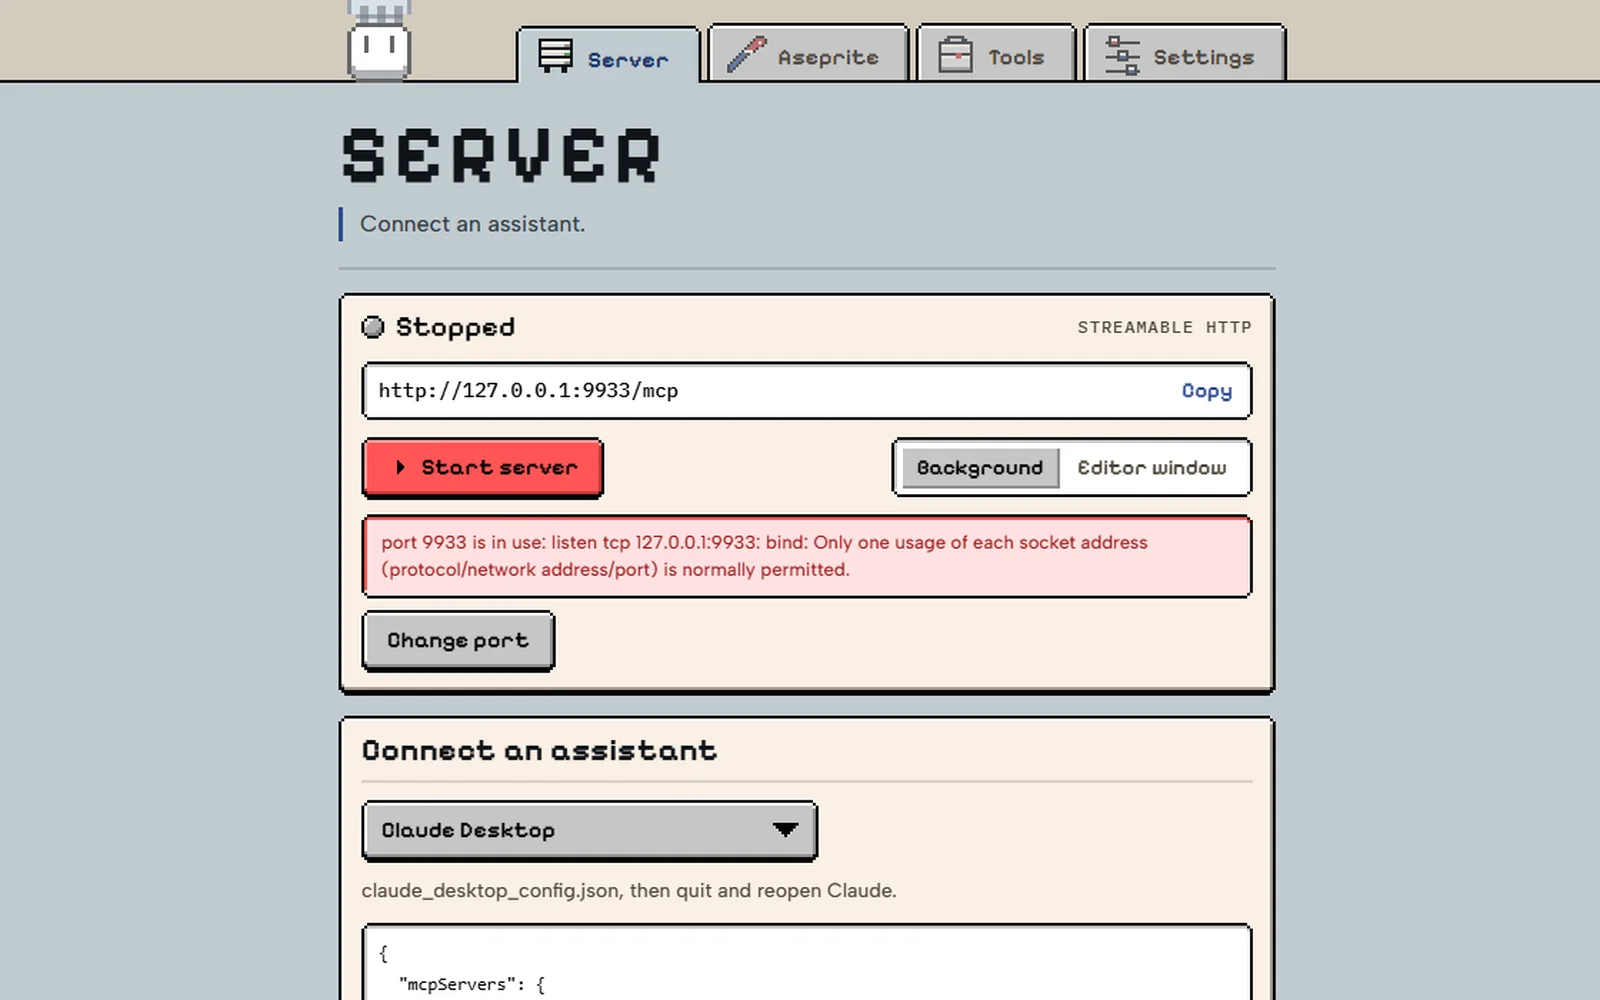 Server
Aseprite
Tools
Settings
SERVER
Connect an assistant.
Stopped
STREAMABLE HTTP
http://127.0.0.1:9933/mcp
Copy
Start server
Background
Editor window
port 9933 is in use: listen tcp 127.0.0.1:9933: bind: Only one usage of each socket address
(protocol/network address/port) is normally permitted.
Change port
Connect an assistant
Claude Desktop
claude_desktop_config.json, then quit and reopen Claude.
{
"mcpServers": {